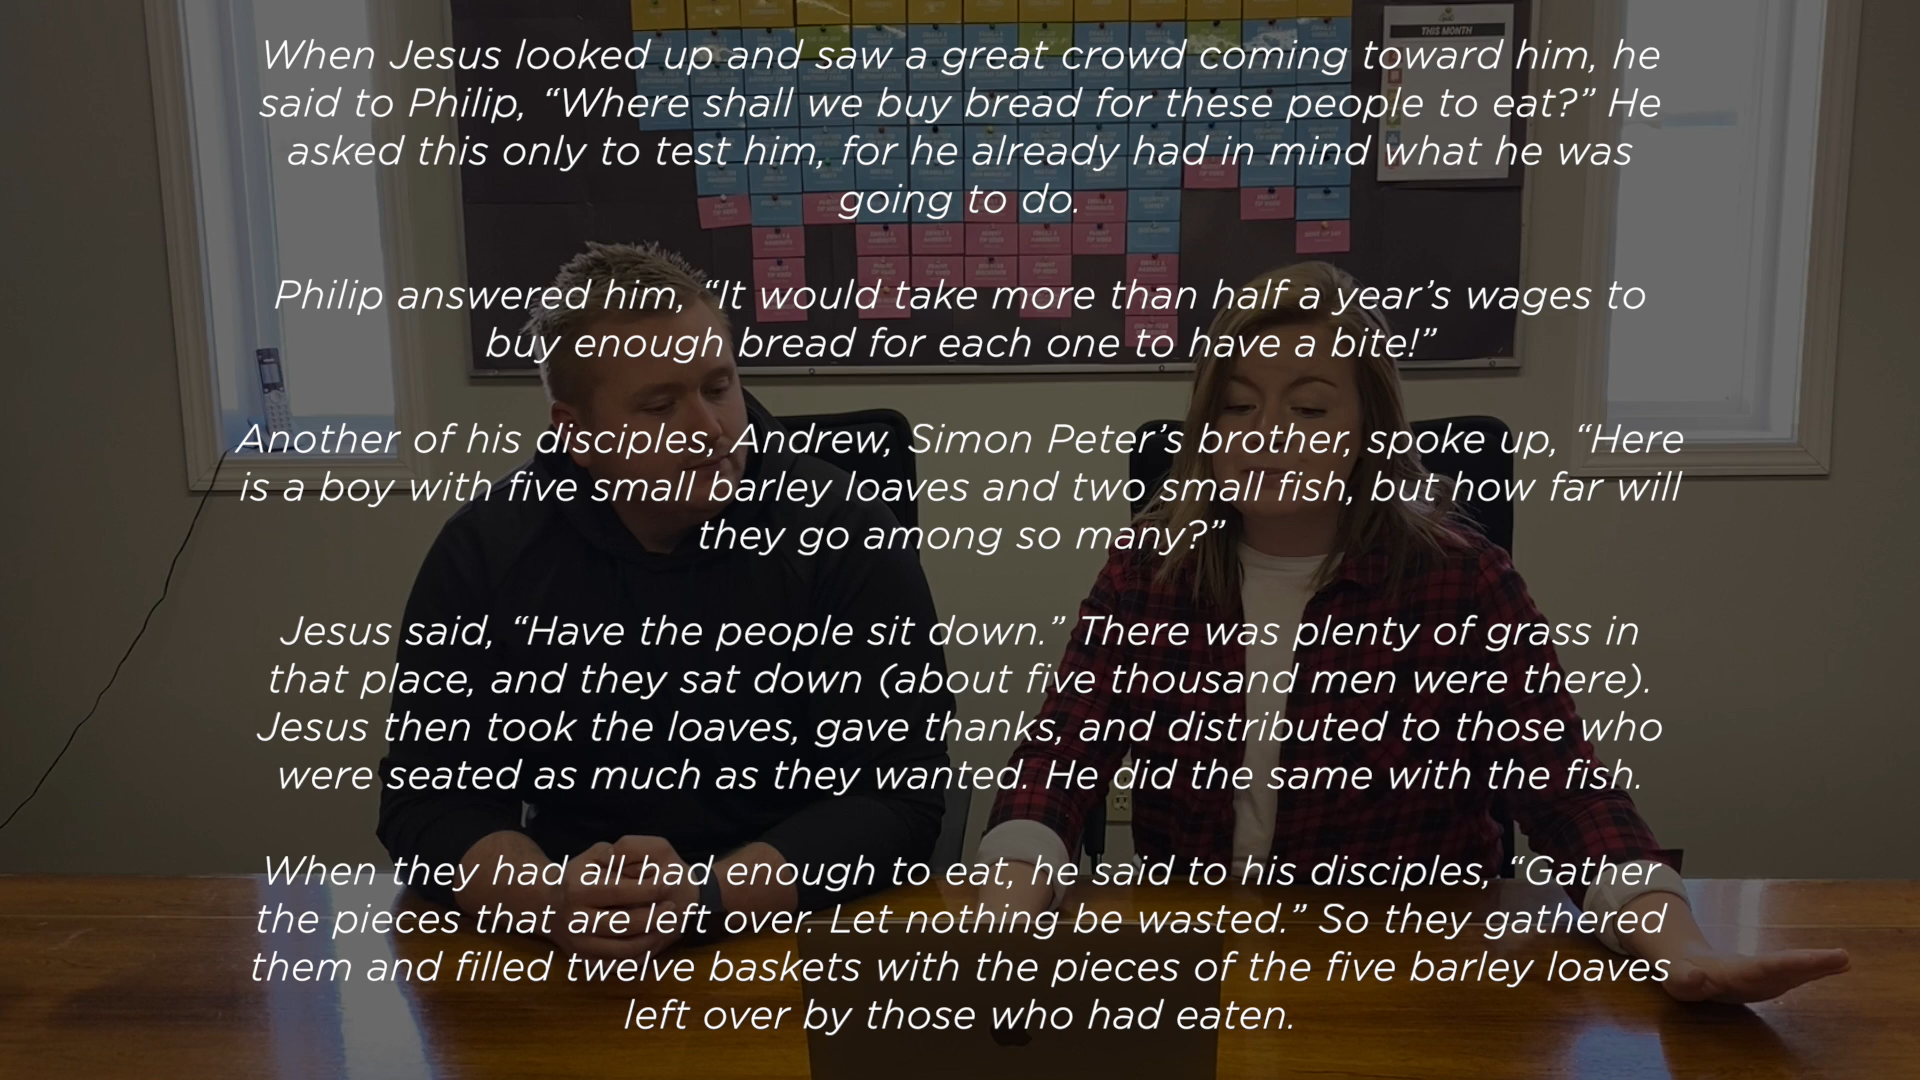 THIS MONTH
When Jesus looked up and saw a great crowd coming toward him, he
said to Philip, “Where shall we buy bread for these people to eat?” He
asked this only to test him, for he already had in mind what he was
going to do.
Philip answered him, “It would take more than half a year’s wages to
buy enough bread for each one to have a bite!”
Another of his disciples, Andrew, Simon Peter’s brother, spoke up, “Here
is a boy with five small barley loaves and two small fish, but how far will
they go among so many?”
Jesus said, “Have the people sit down.” There was plenty of grass in
that place, and they sat down (about five thousand men were there).
Jesus then took the loaves, gave thanks, and distributed to those who
were seated as much as they wanted. He did the same with the fish.
When they had all had enough to eat, he said to his disciples, “Gather
the pieces that are left over. Let nothing be wasted.” So they gathered
them and filled twelve baskets with the pieces of the five barley loaves
left over by those who had eaten.